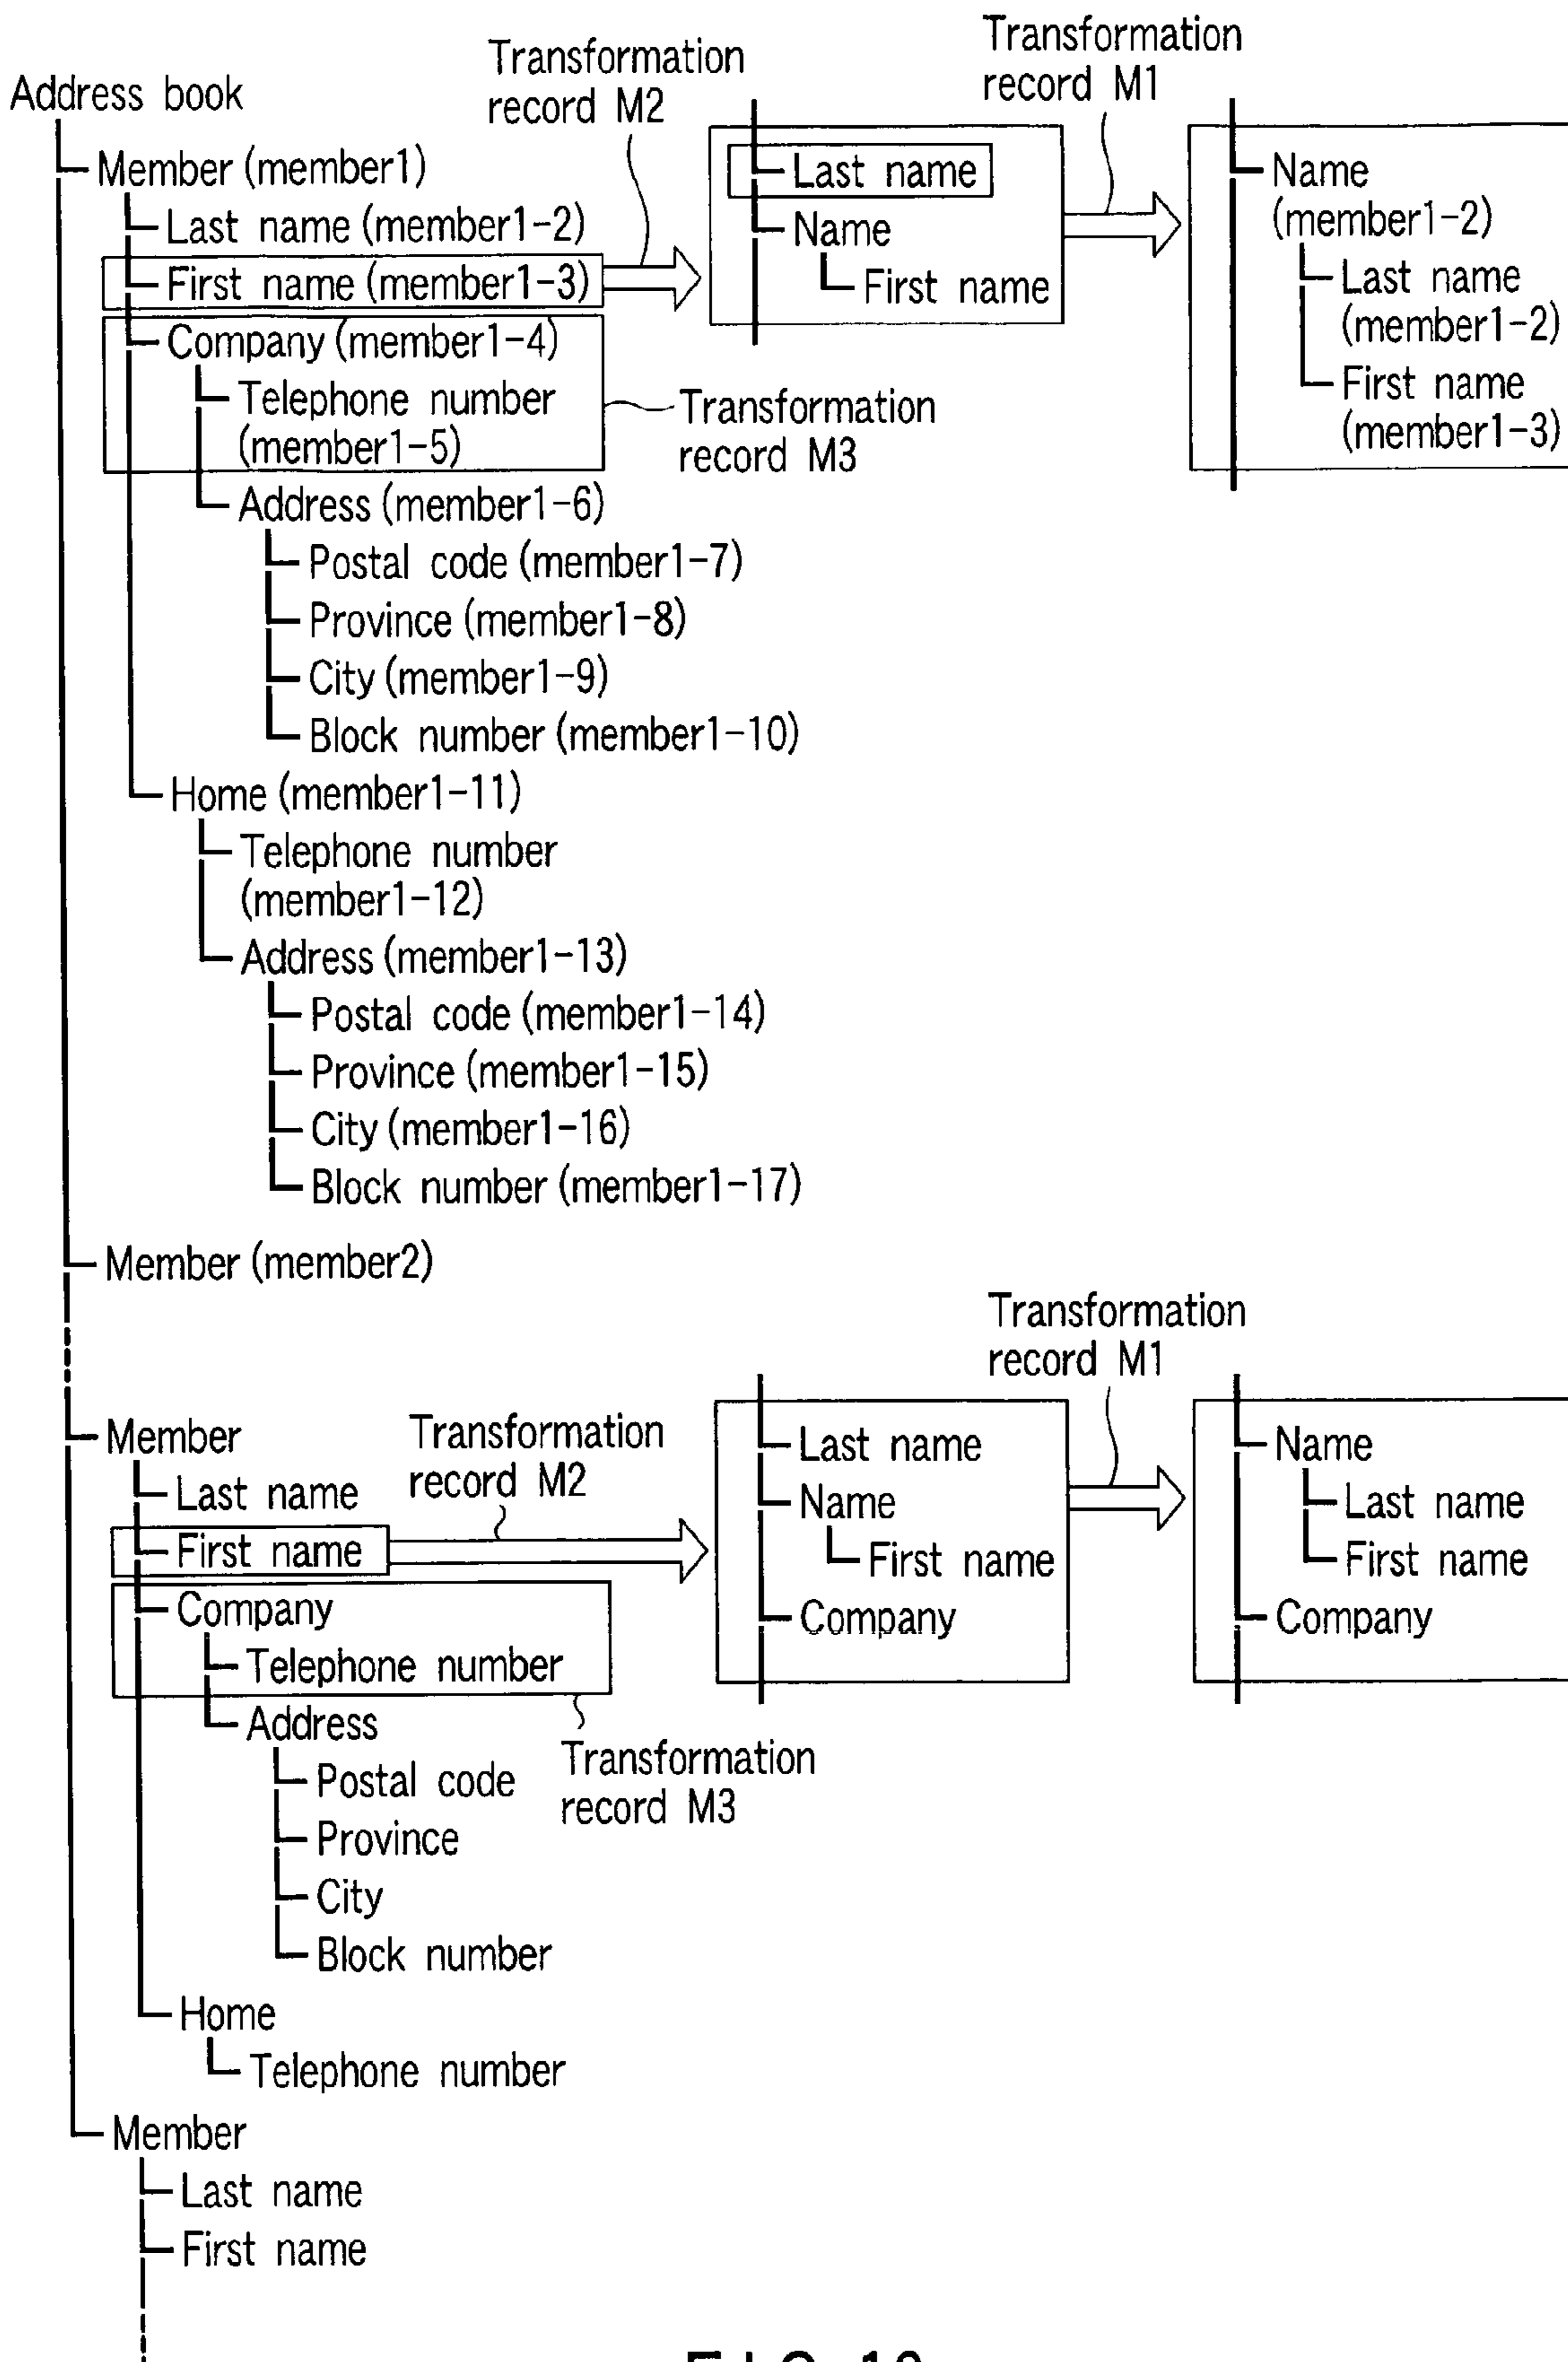 Transformation
record M2
Transformation
record M1
Address book
Member (member1)
Last name (member1-2)
First name (member1-3)
Company (member1-4)
Telephone number
(member1-5)
Address (member1-6)
Postal code (member1-7)
Province (member1-8)
City (member1-9)
Block number (member1-10)
Home (member1-11)
Telephone number
(member1-12)
Address (member1-13)
Postal code (member1-14)
Province (member1-15)
City (member1-16)
Block number (member1-17)
Last name
Name
First name
Name
(member1-2)
Last name
(member1-2)
First name
(member1-3)
Transformation
record M3
Member (member2)
Transformation
record M1
Member
Last name
First name
Company
Telephone number
Address
Postal code
Province
City
Block number
Home
Telephone number
Transformation
record M2
Last name
Name
First name
Company
Name
Last name
First name
Company
Transformation
record M3
Member
Last name
First name